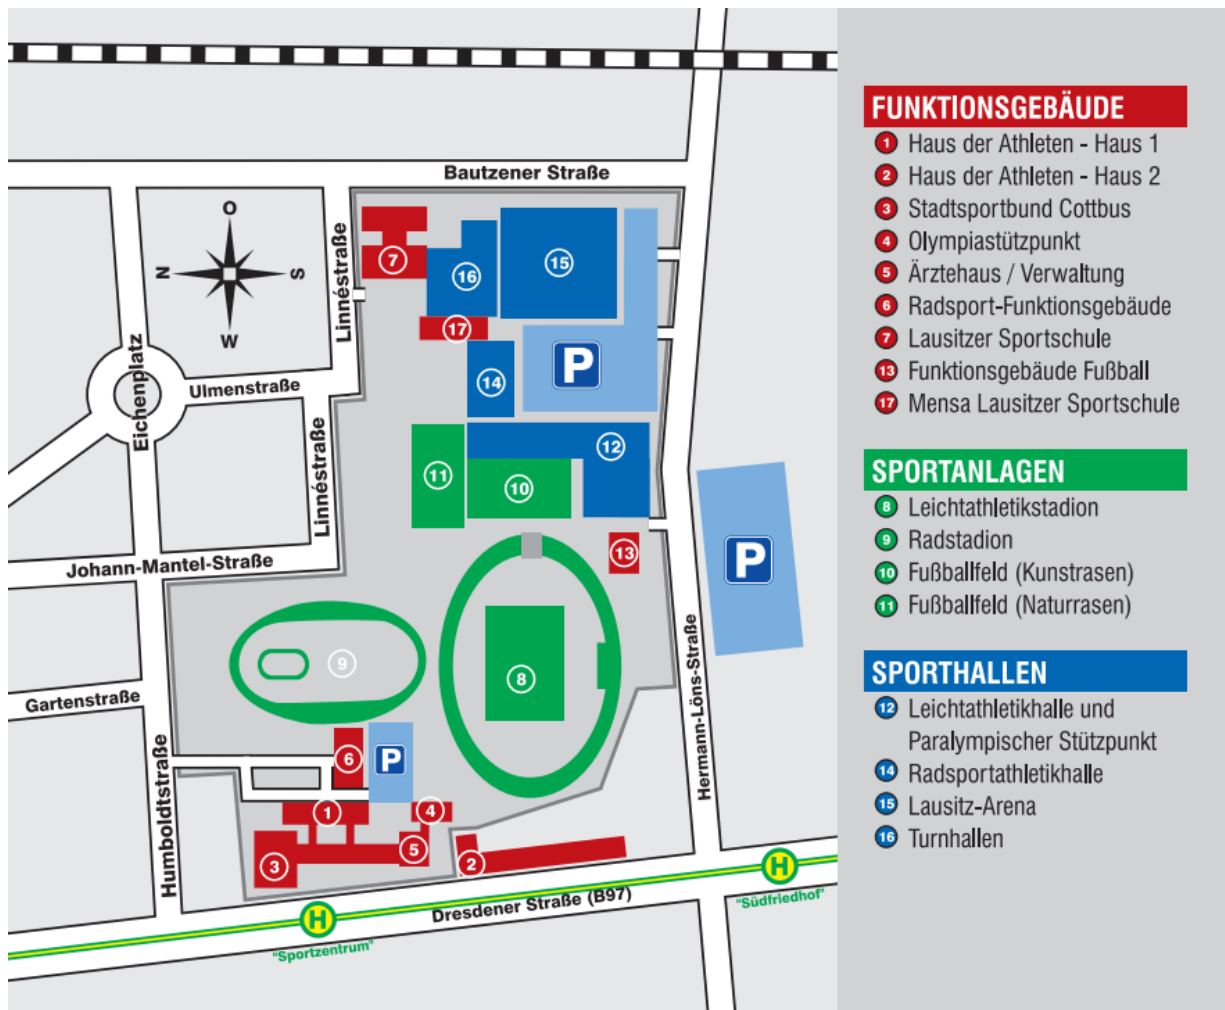 Bautzener Straße
O
N
S
W
Linnéstraße
Eichenplatz
Ulmenstraße
Linnéstraße
Johann-Mantel-Straße
Gartenstraße
Humboldtstraße
Hermann-Löns-Straße
Dresdener Straße (B97)
H
"Sportzentrum"
H
"Südfriedhof"
7
16
15
17
14
P
12
11
10
13
P
9
8
6
P
1
4
5
3
2
FUNKTIONSGEBÄUDE
1 Haus der Athleten - Haus 1
2 Haus der Athleten - Haus 2
3 Stadtsportbund Cottbus
4 Olympiastützpunkt
5 Ärztehaus / Verwaltung
6 Radsport-Funktionsgebäude
7 Lausitzer Sportschule
13 Funktionsgebäude Fußball
17 Mensa Lausitzer Sportschule
SPORTANLAGEN
8 Leichtathletikstadion
9 Radstadion
10 Fußballfeld (Kunstrasen)
11 Fußballfeld (Naturrasen)
SPORTHALLEN
12 Leichtathletikhalle und
Paralympischer Stützpunkt
14 Radsportathletikhalle
15 Lausitz-Arena
16 Turnhallen